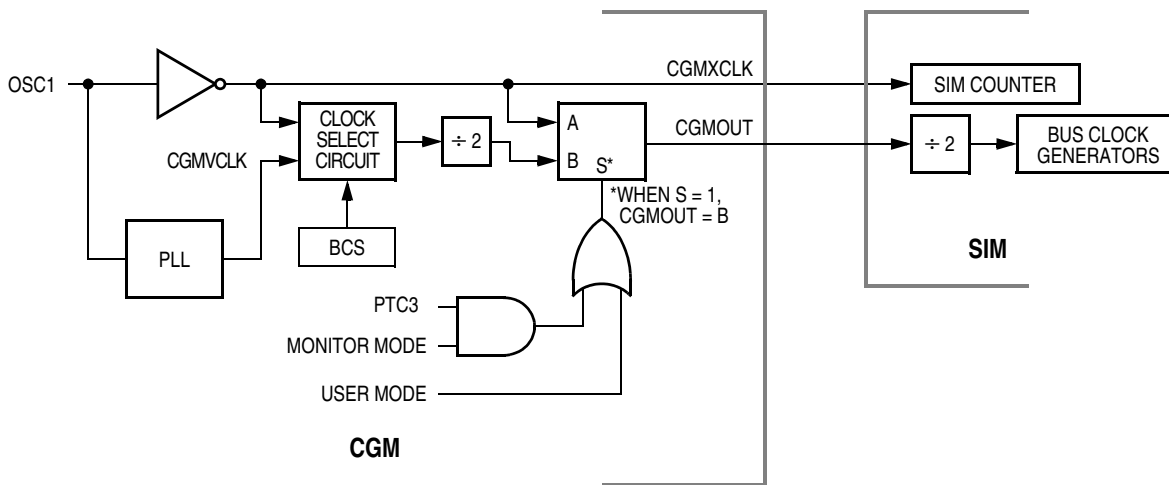 OSC1
CGMXCLK
SIM COUNTER
CLOCK
SELECT
CIRCUIT
÷ 2
A
B
S*
CGMOUT
÷ 2
BUS CLOCK
GENERATORS
CGMVCLK
*WHEN S = 1,
CGMOUT = B
PLL
BCS
SIM
PTC3
MONITOR MODE
USER MODE
CGM